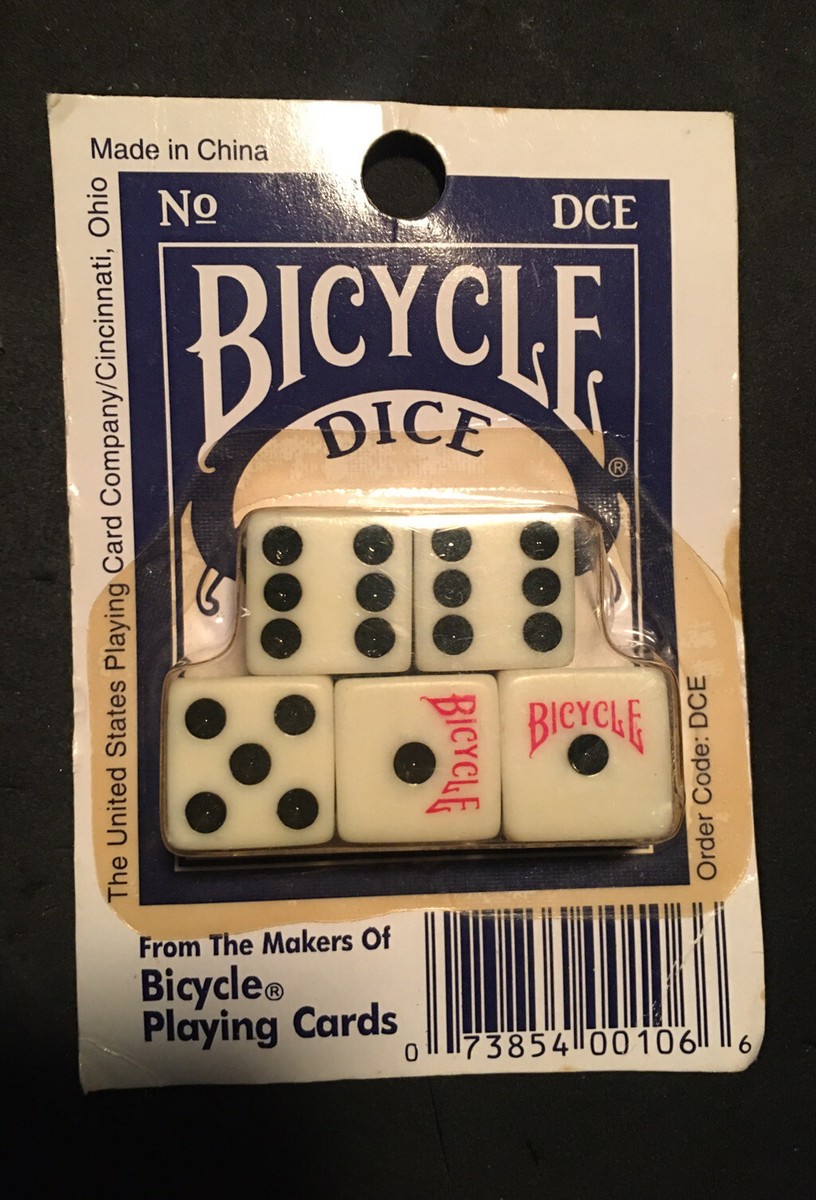 Made in China
The United States Playing Card Company/Cincinnati, Ohio
No DCE
BICYCLE
DICE
®
BICYCLE
BICYCLE
Order Code: DCE
From The Makers Of
Bicycle®
Playing Cards
0 73854 00106 6